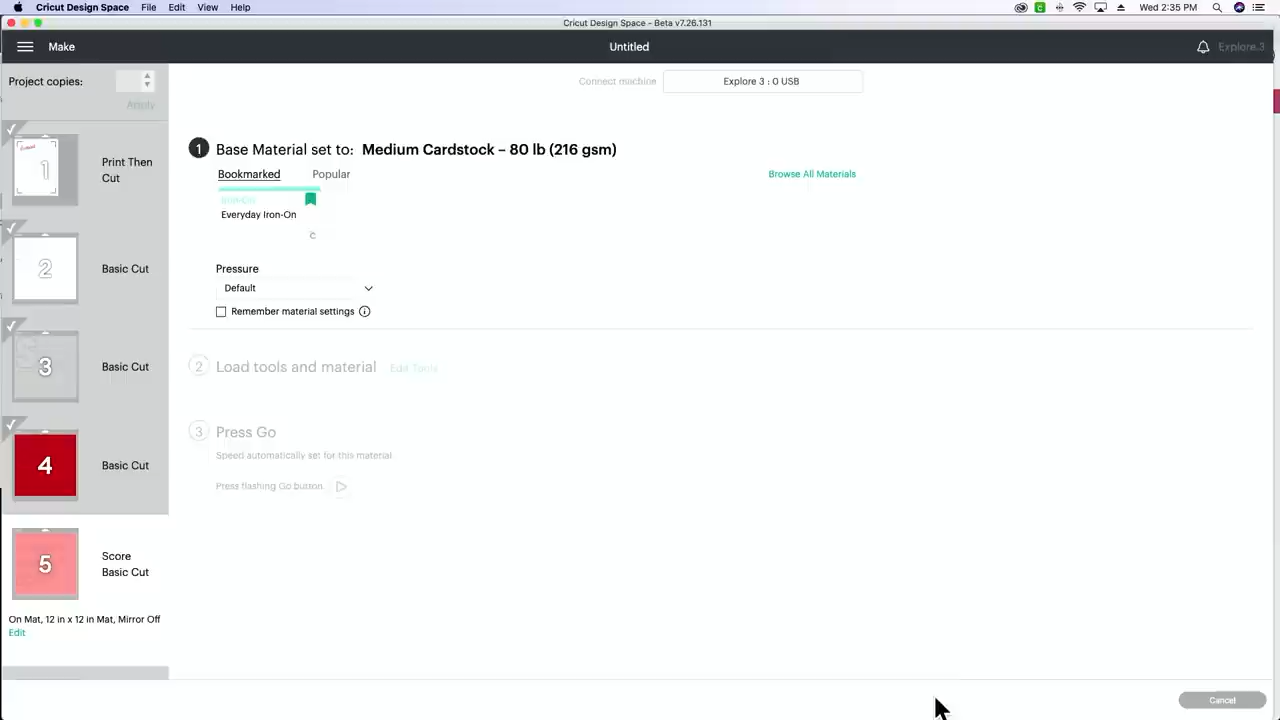 Cricut Design Space File Edit View Help Wed 2:35 PM
Cricut Design Space - Beta v7.26.131
Make Untitled Explore 3
Project copies:
Apply
Connect machine Explore 3 : 0 USB
1 Base Material set to: Medium Cardstock – 80 lb (216 gsm)
Bookmarked Popular Browse All Materials
Everyday Iron-On
C
Pressure
Default
Remember material settings
2 Load tools and material Edit Tools
3 Press Go
Speed automatically set for this material.
Press flashing Go button
1 Print Then
Cut
2 Basic Cut
3 Basic Cut
4 Basic Cut
5 Score
Basic Cut
On Mat, 12 in x 12 in Mat, Mirror Off
Edit
Cancel